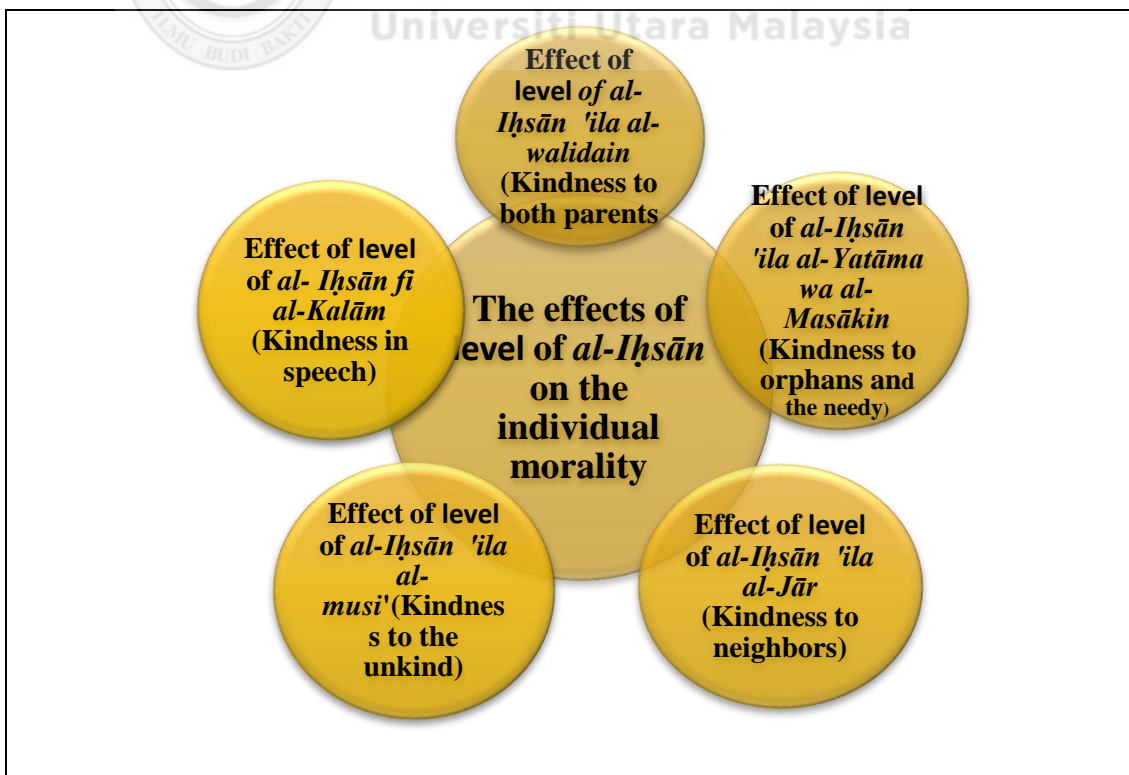 Universiti Utara Malaysia
ILMU BUDI BAKTI
Effect of
level of al-
Iḥsān 'ila al-
walidain
(Kindness to
both parents
Effect of level
of al-Iḥsān
'ila al-Yatāma
wa al-
Masākin
(Kindness to
orphans and
the needy)
Effect of level
of al-Iḥsān 'ila
al-Jār
(Kindness to
neighbors)
Effect of level
of al-Iḥsān 'ila
al-
musi'(Kindnes
s to the
unkind)
Effect of level
of al- Iḥsān fi
al-Kalām
(Kindness in
speech)
The effects of
level of al-Iḥsān
on the
individual
morality